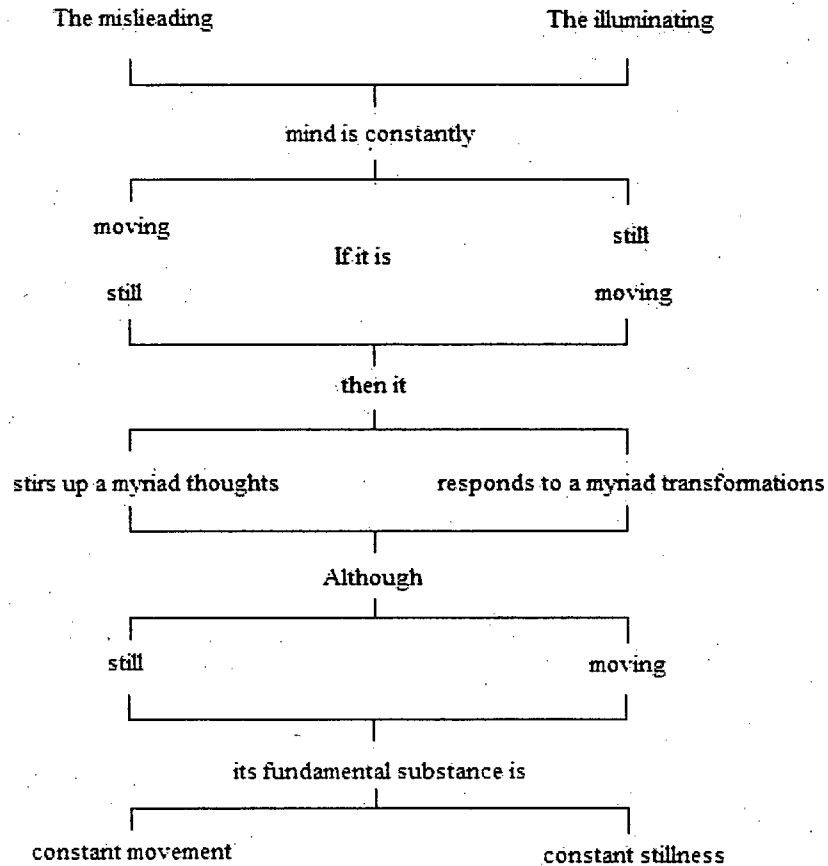 The mislieading The illuminating
mind is constantly
moving still
If it is
still moving
then it
stirs up a myriad thoughts responds to a myriad transformations
Although
still moving
its fundamental substance is
constant movement constant stillness